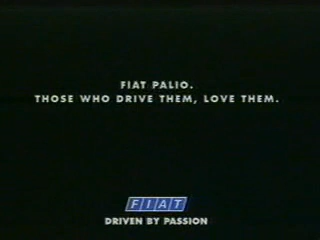 FIAT PALIO.
THOSE WHO DRIVE THEM, LOVE THEM.
FIAT
DRIVEN BY PASSION